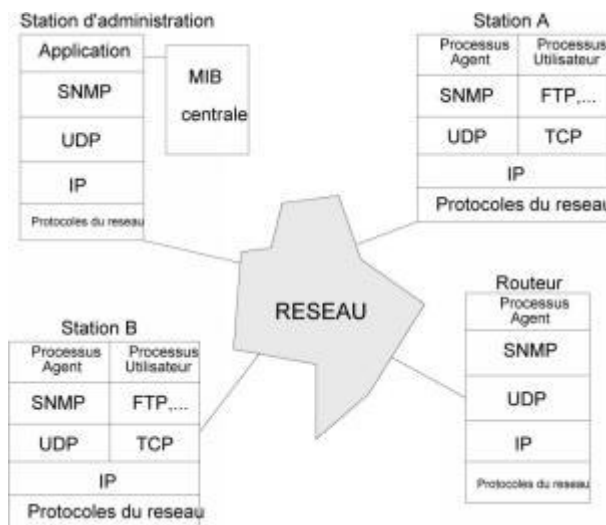 Station d'administration
Application
SNMP
UDP
IP
Protocoles du reseau
MIB
centrale
Station A
Processus Agent Processus Utilisateur
SNMP FTP,...
UDP TCP
IP
Protocoles du reseau
RESEAU
Station B
Processus Agent Processus Utilisateur
SNMP FTP,...
UDP TCP
IP
Protocoles du reseau
Routeur
Processus
Agent
SNMP
UDP
IP
Protocoles du reseau